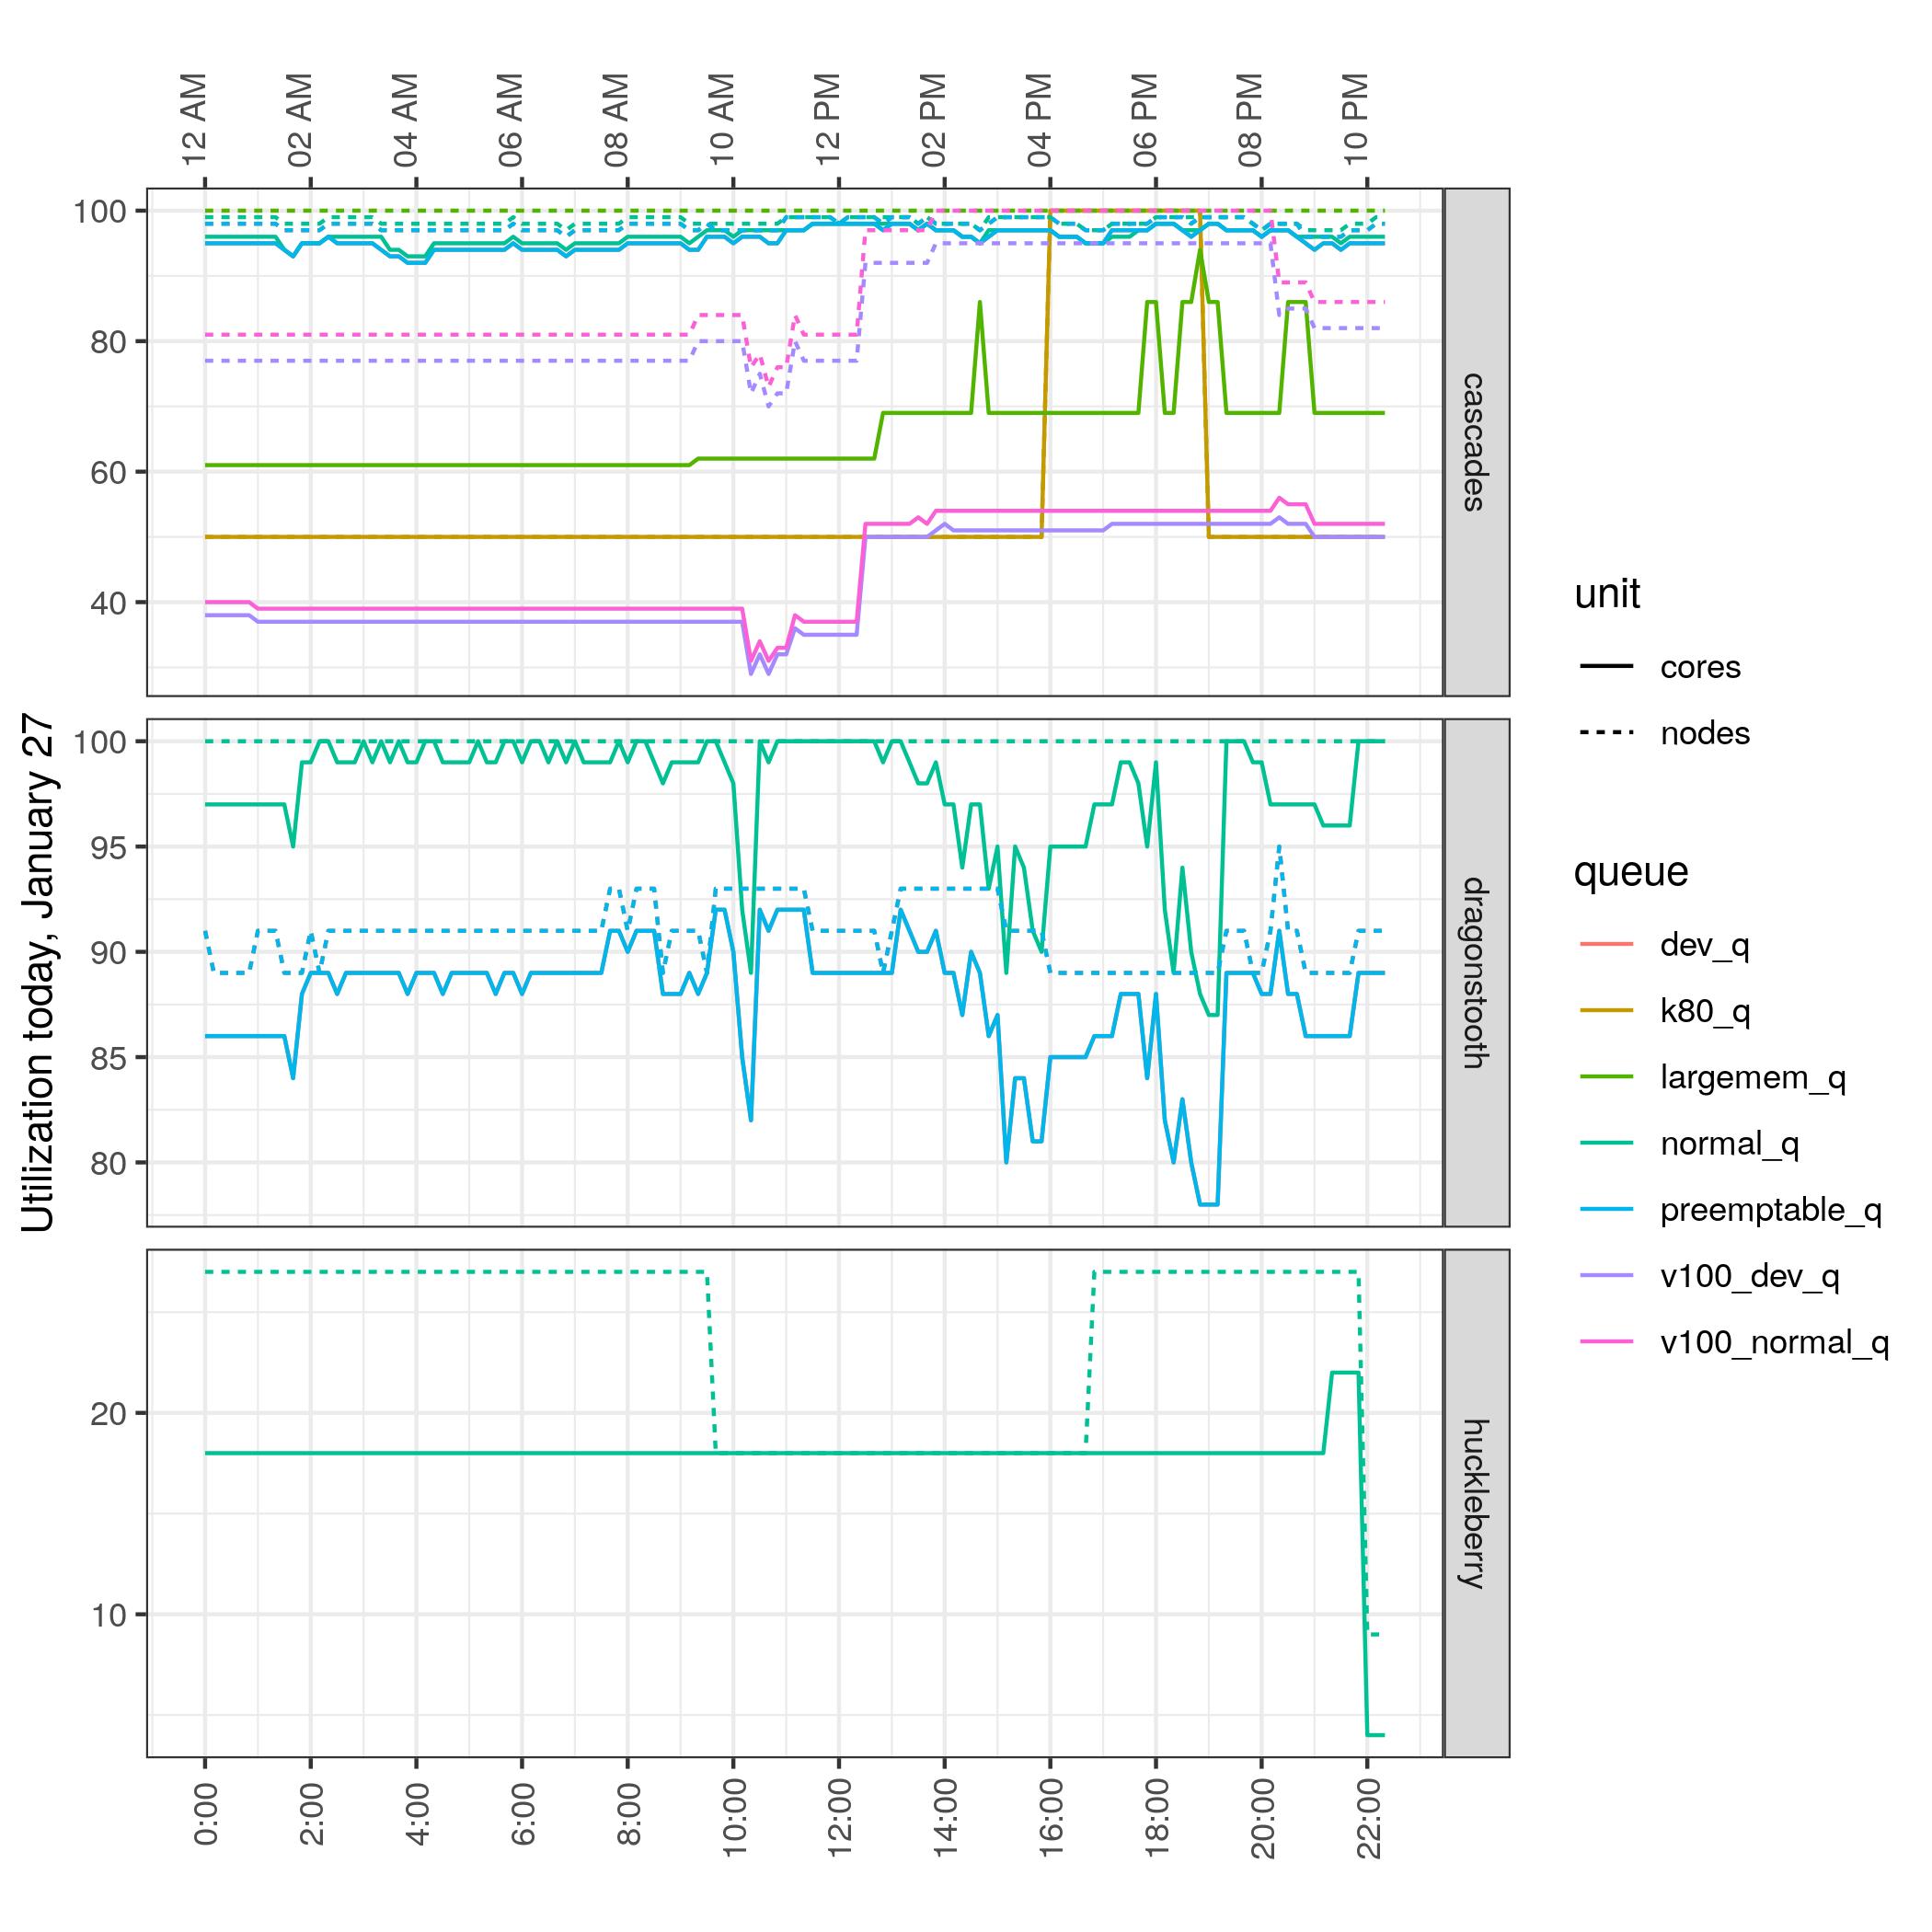 12 AM
02 AM
04 AM
06 AM
08 AM
10 AM
12 PM
02 PM
04 PM
06 PM
08 PM
10 PM
Utilization today, January 27
100
80
60
40
cascades
100
95
90
85
80
dragonstooth
20
10
huckleberry
0:00
2:00
4:00
6:00
8:00
10:00
12:00
14:00
16:00
18:00
20:00
22:00
unit
cores
nodes
queue
dev_q
k80_q
largemem_q
normal_q
preemptable_q
v100_dev_q
v100_normal_q